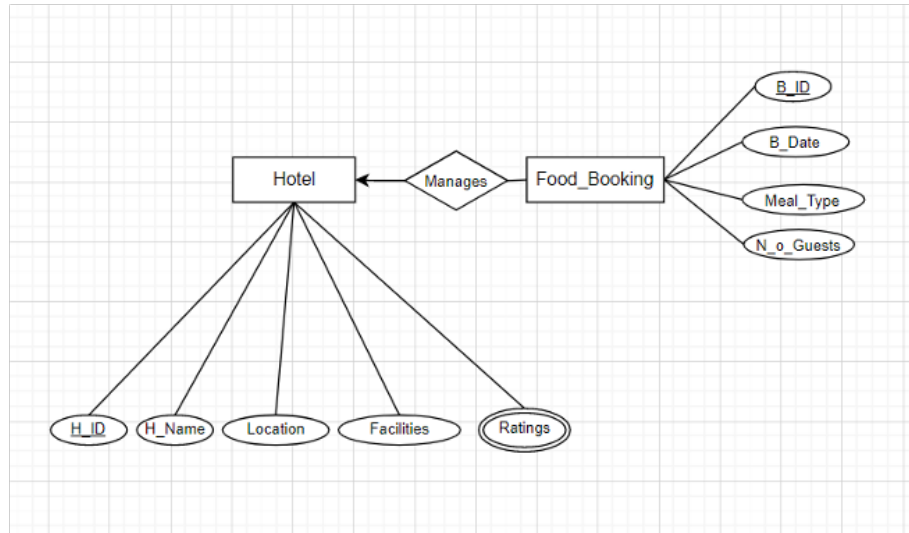 B_ID
B_Date
Hotel
Manages
Food_Booking
Meal_Type
N_o_Guests
H_ID
H_Name
Location
Facilities
Ratings